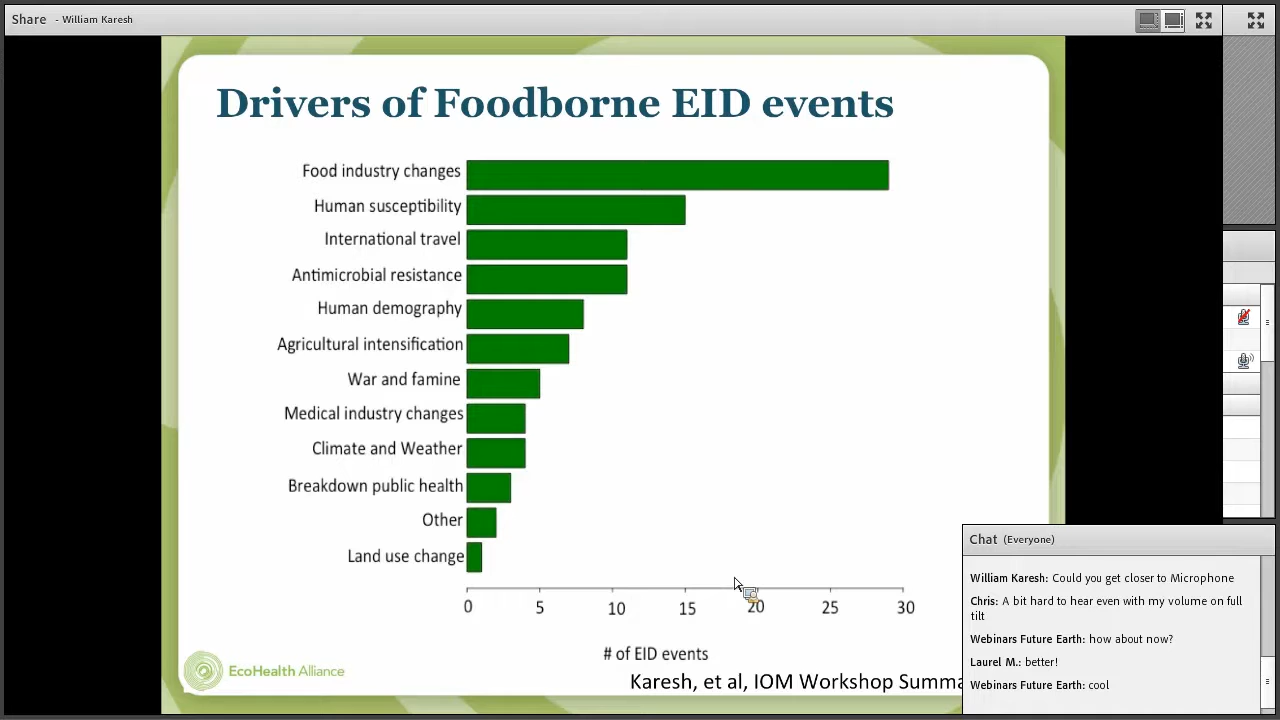 Share - William Karesh
Drivers of Foodborne EID events
Food industry changes
Human susceptibility
International travel
Antimicrobial resistance
Human demography
Agricultural intensification
War and famine
Medical industry changes
Climate and Weather
Breakdown public health
Other
Land use change
0 5 10 15 20 25 30
# of EID events
EcoHealth Alliance
Karesh, et al, IOM Workshop Summa
Chat (Everyone)
William Karesh: Could you get closer to Microphone
Chris: A bit hard to hear even with my volume on full
tilt
Webinars Future Earth: how about now?
Laurel M.: better!
Webinars Future Earth: cool